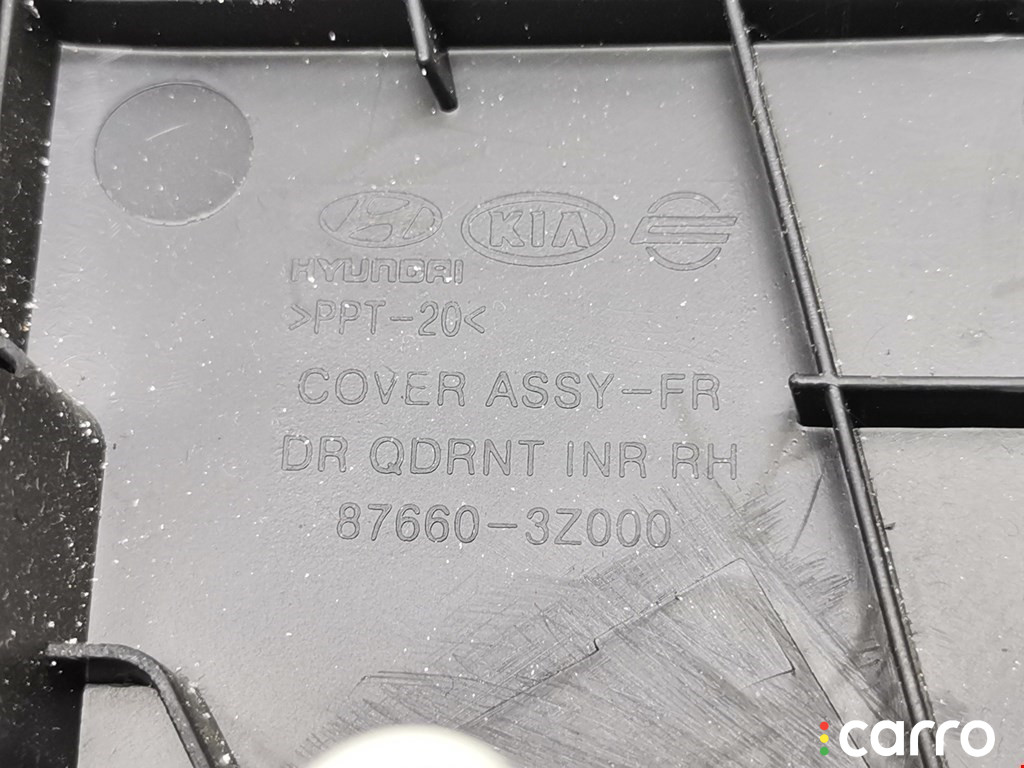 KIA
HYUNDAI
>PPT-20<
COVER ASSY-FR
DR QDRNT INR RH
87660-3Z000
carro